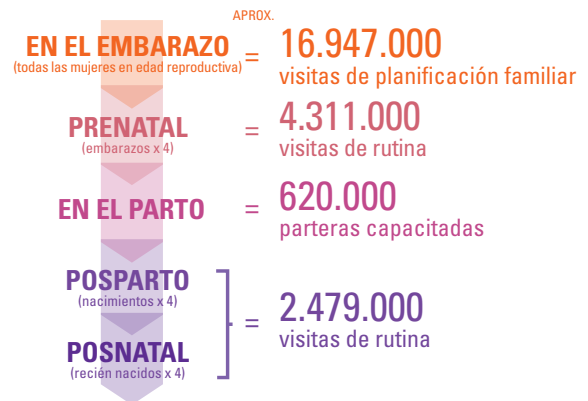 APROX.
EN EL EMBARAZO
(todas las mujeres en edad reproductiva)
= 16.947.000
visitas de planificación familiar
PRENATAL
(embarazos x 4)
= 4.311.000
visitas de rutina
EN EL PARTO
= 620.000
parteras capacitadas
POSPARTO
(nacimientos x 4)
POSNATAL
(recién nacidos x 4)
= 2.479.000
visitas de rutina